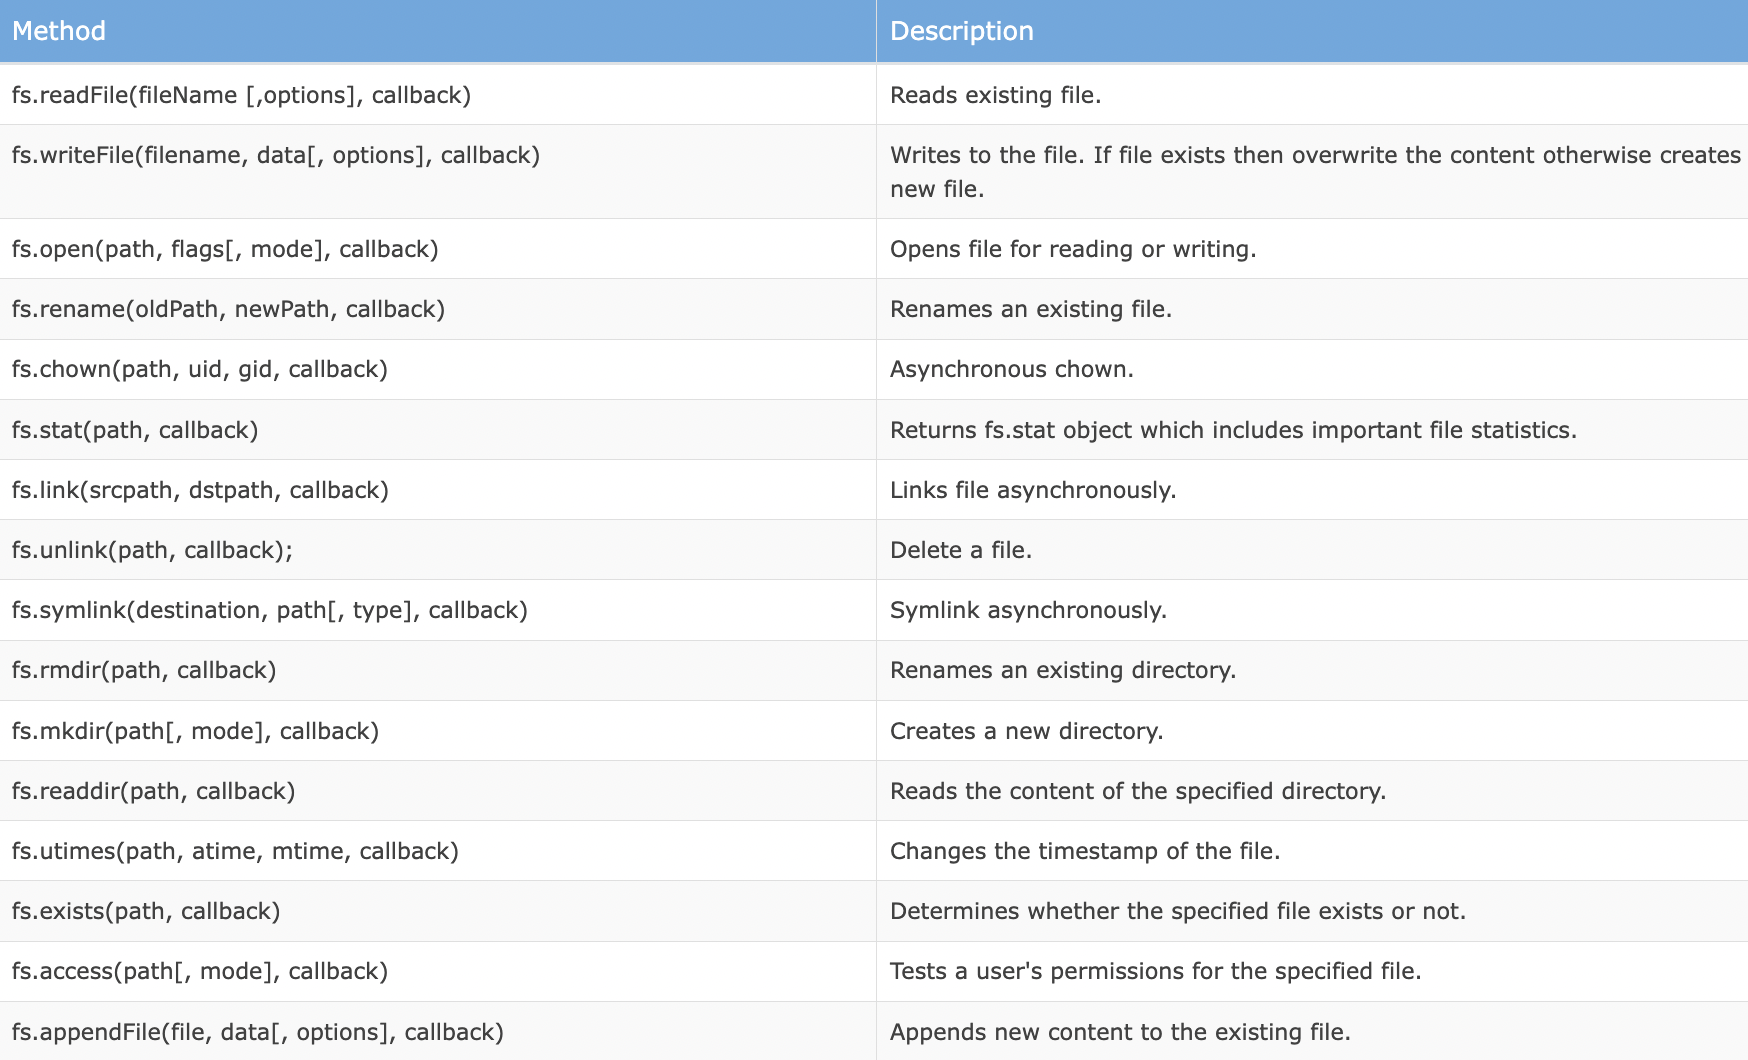 Method Description
fs.readFile(fileName [,options], callback) Reads existing file.
fs.writeFile(filename, data[, options], callback) Writes to the file. If file exists then overwrite the content otherwise creates
new file.
fs.open(path, flags[, mode], callback) Opens file for reading or writing.
fs.rename(oldPath, newPath, callback) Renames an existing file.
fs.chown(path, uid, gid, callback) Asynchronous chown.
fs.stat(path, callback) Returns fs.stat object which includes important file statistics.
fs.link(srcpath, dstpath, callback) Links file asynchronously.
fs.unlink(path, callback); Delete a file.
fs.symlink(destination, path[, type], callback) Symlink asynchronously.
fs.rmdir(path, callback) Renames an existing directory.
fs.mkdir(path[, mode], callback) Creates a new directory.
fs.readdir(path, callback) Reads the content of the specified directory.
fs.utimes(path, atime, mtime, callback) Changes the timestamp of the file.
fs.exists(path, callback) Determines whether the specified file exists or not.
fs.access(path[, mode], callback) Tests a user's permissions for the specified file.
fs.appendFile(file, data[, options], callback) Appends new content to the existing file.